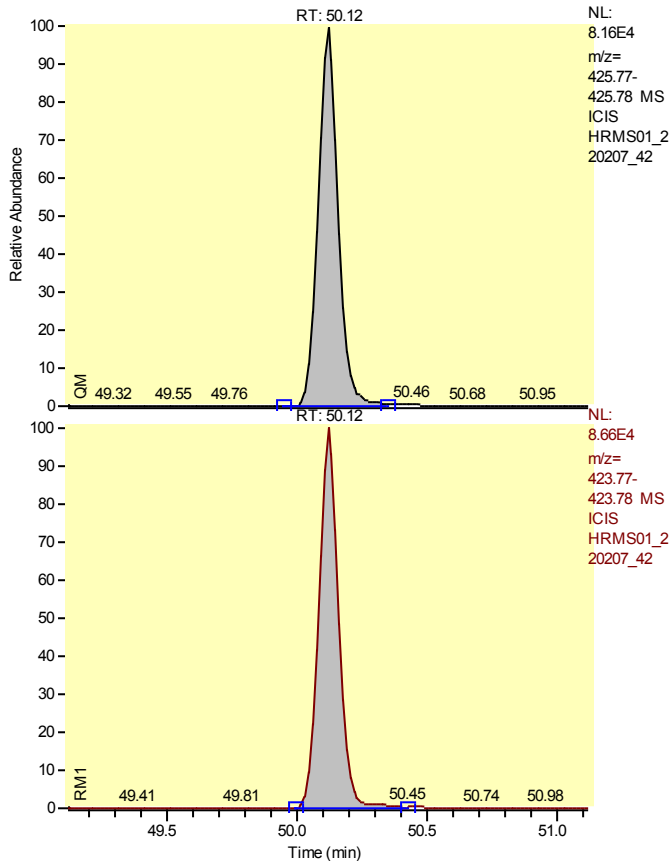 RT: 50.12
100
90
80
70
60
50
40
30
20
10
0
Relative Abundance
QM
49.32 49.55 49.76 50.46 50.68 50.95
NL:
8.16E4
m/z=
425.77-
425.78 MS
ICIS
HRMS01_2
20207_42
RT: 50.12
100
90
80
70
60
50
40
30
20
10
0
RM1
49.41 49.81 50.45 50.74 50.98
NL:
8.66E4
m/z=
423.77-
423.78 MS
ICIS
HRMS01_2
20207_42
49.5 50.0 50.5 51.0
Time (min)